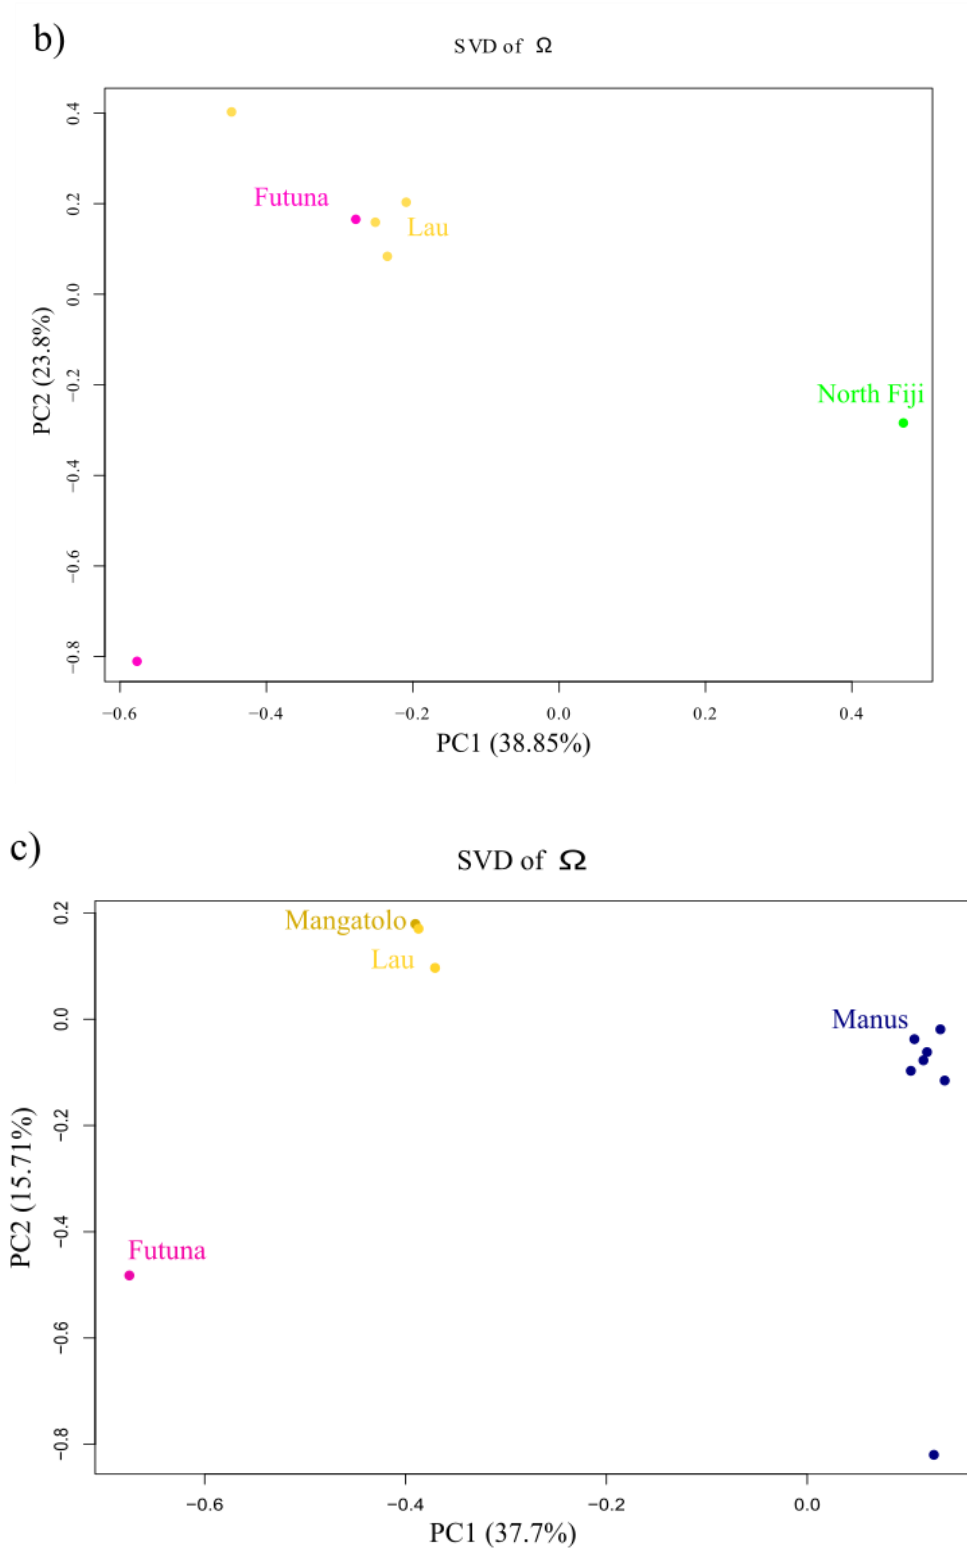 b)
SVD of Ω
0.4
Futuna
0.2
Lau
0.0
PC2 (23.8%)
−0.2
North Fiji
−0.4
−0.6
−0.8
−0.6 −0.4 −0.2 0.0 0.2 0.4
PC1 (38.85%)
c)
SVD of Ω
0.2
Mangatolo
Lau
0.0
Manus
PC2 (15.71%)
−0.2
−0.4
Futuna
−0.6
−0.8
−0.6 −0.4 −0.2 0.0
PC1 (37.7%)